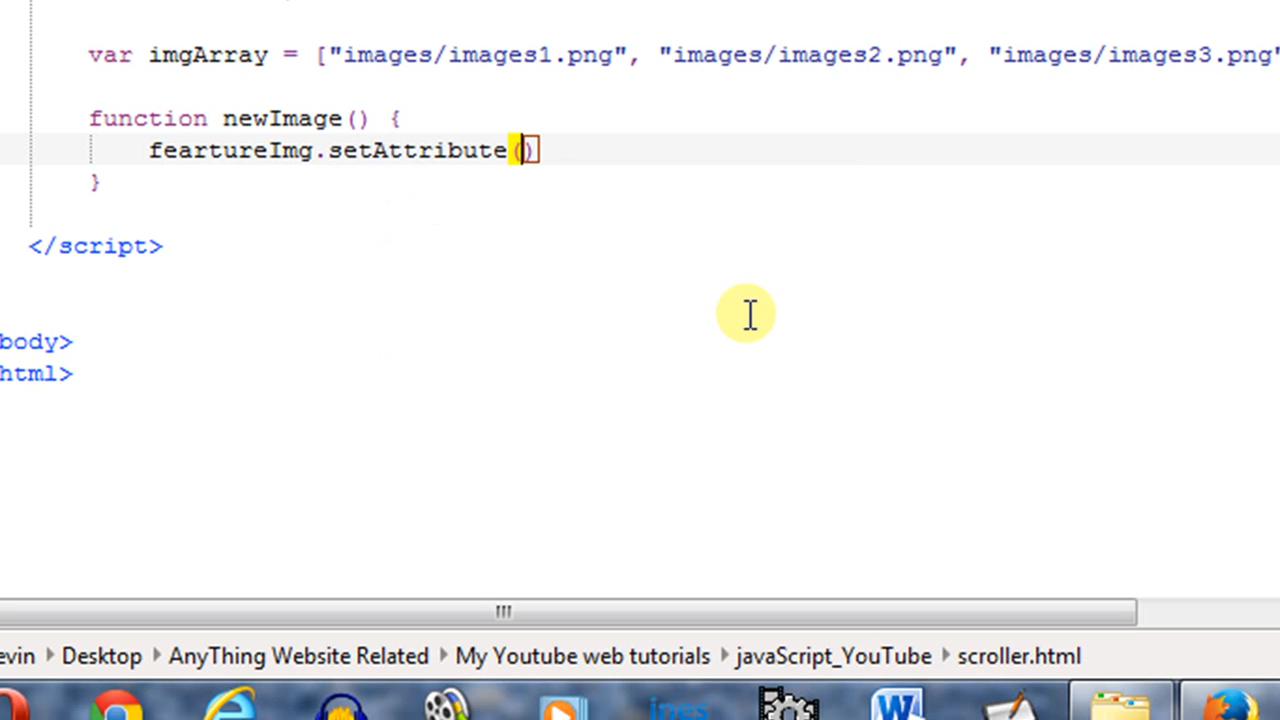 var imgArray = ["images/images1.png", "images/images2.png", "images/images3.png"
function newImage() {
feartureImg.setAttribute()
}
</script>
body>
html>
evin Desktop AnyThing Website Related My Youtube web tutorials javaScript_YouTube scroller.html
ines